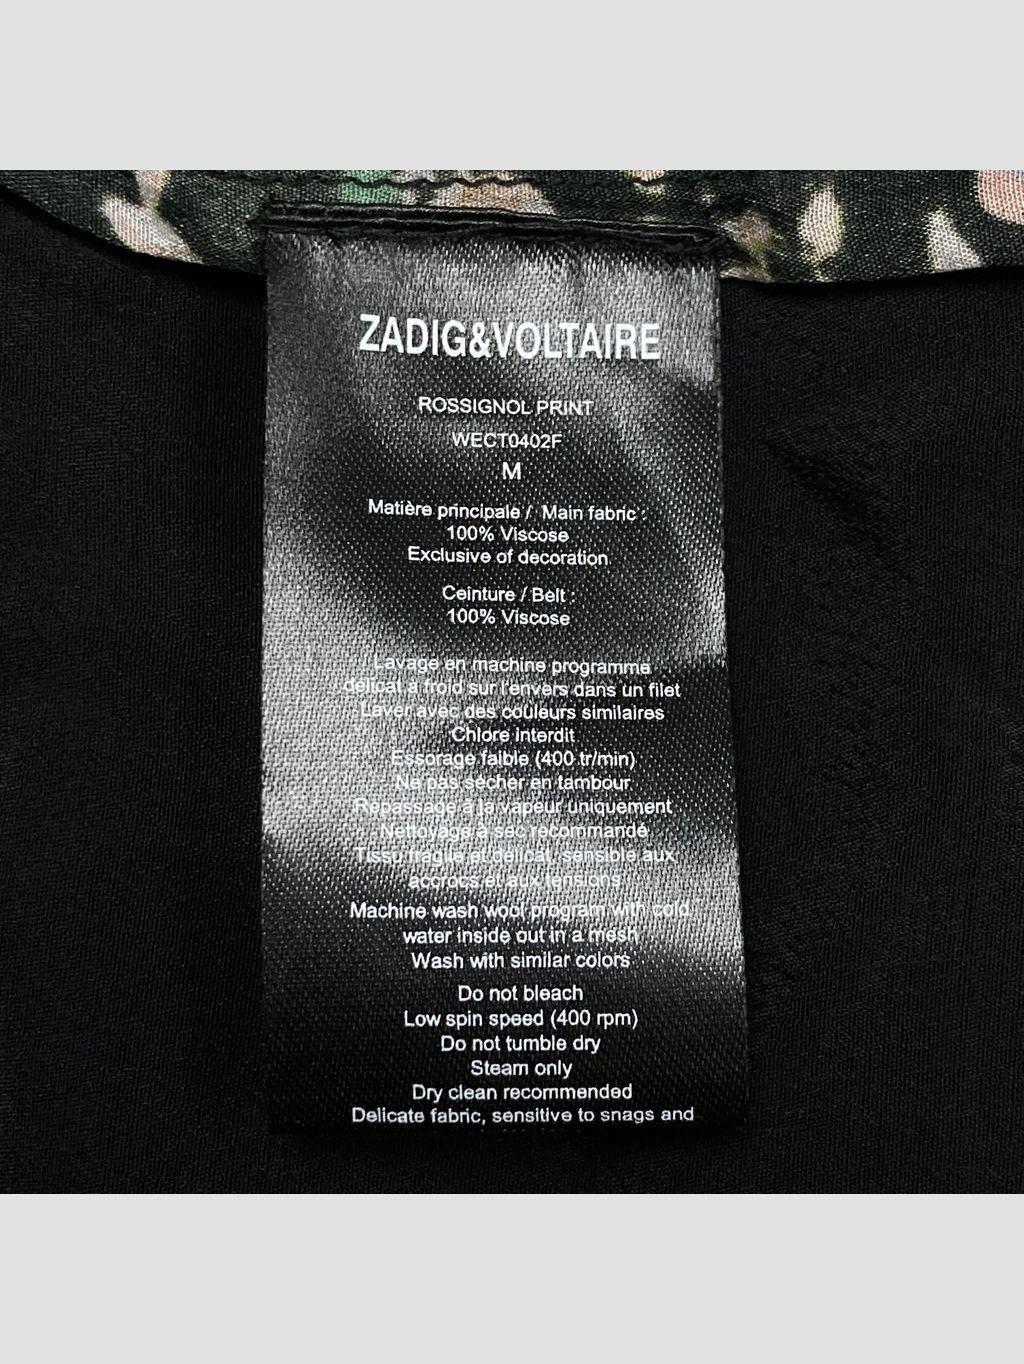 ZADIG&VOLTAIRE
ROSSIGNOL PRINT
WECT0402F
M
Matière principale / Main fabric :
100% Viscose
Exclusive of decoration
Ceinture / Belt :
100% Viscose
Lavage en machine programme
délicat à froid sur l'envers dans un filet
Laver avec des couleurs similaires
Chlore interdit
Essorage faible (400 tr/min)
Ne pas sécher en tambour
Repassage à la vapeur uniquement
Nettoyage à sec recommandé
Tissu fragile et délicat, sensible aux
accrocs et aux tensions
Machine wash wool program with cold
water inside out in a mesh
Wash with similar colors
Do not bleach
Low spin speed (400 rpm)
Do not tumble dry
Steam only
Dry clean recommended
Delicate fabric, sensitive to snags and